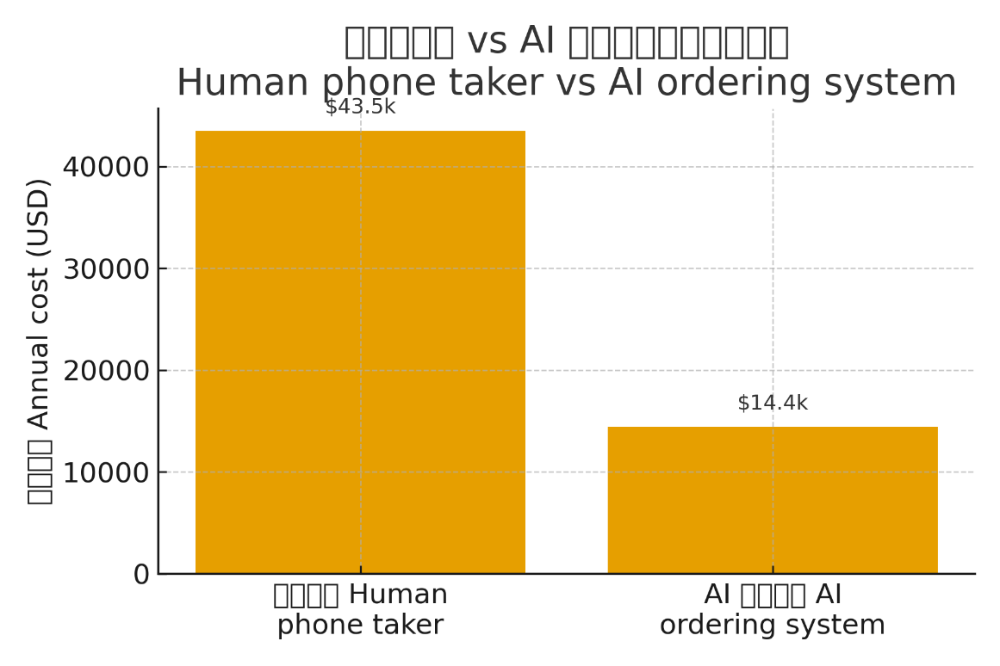 vs AI
Human phone taker vs AI ordering system
$43.5k
40000
30000
20000
$14.4k
10000
0
Annual cost (USD)
Human
phone taker
AI AI
ordering system